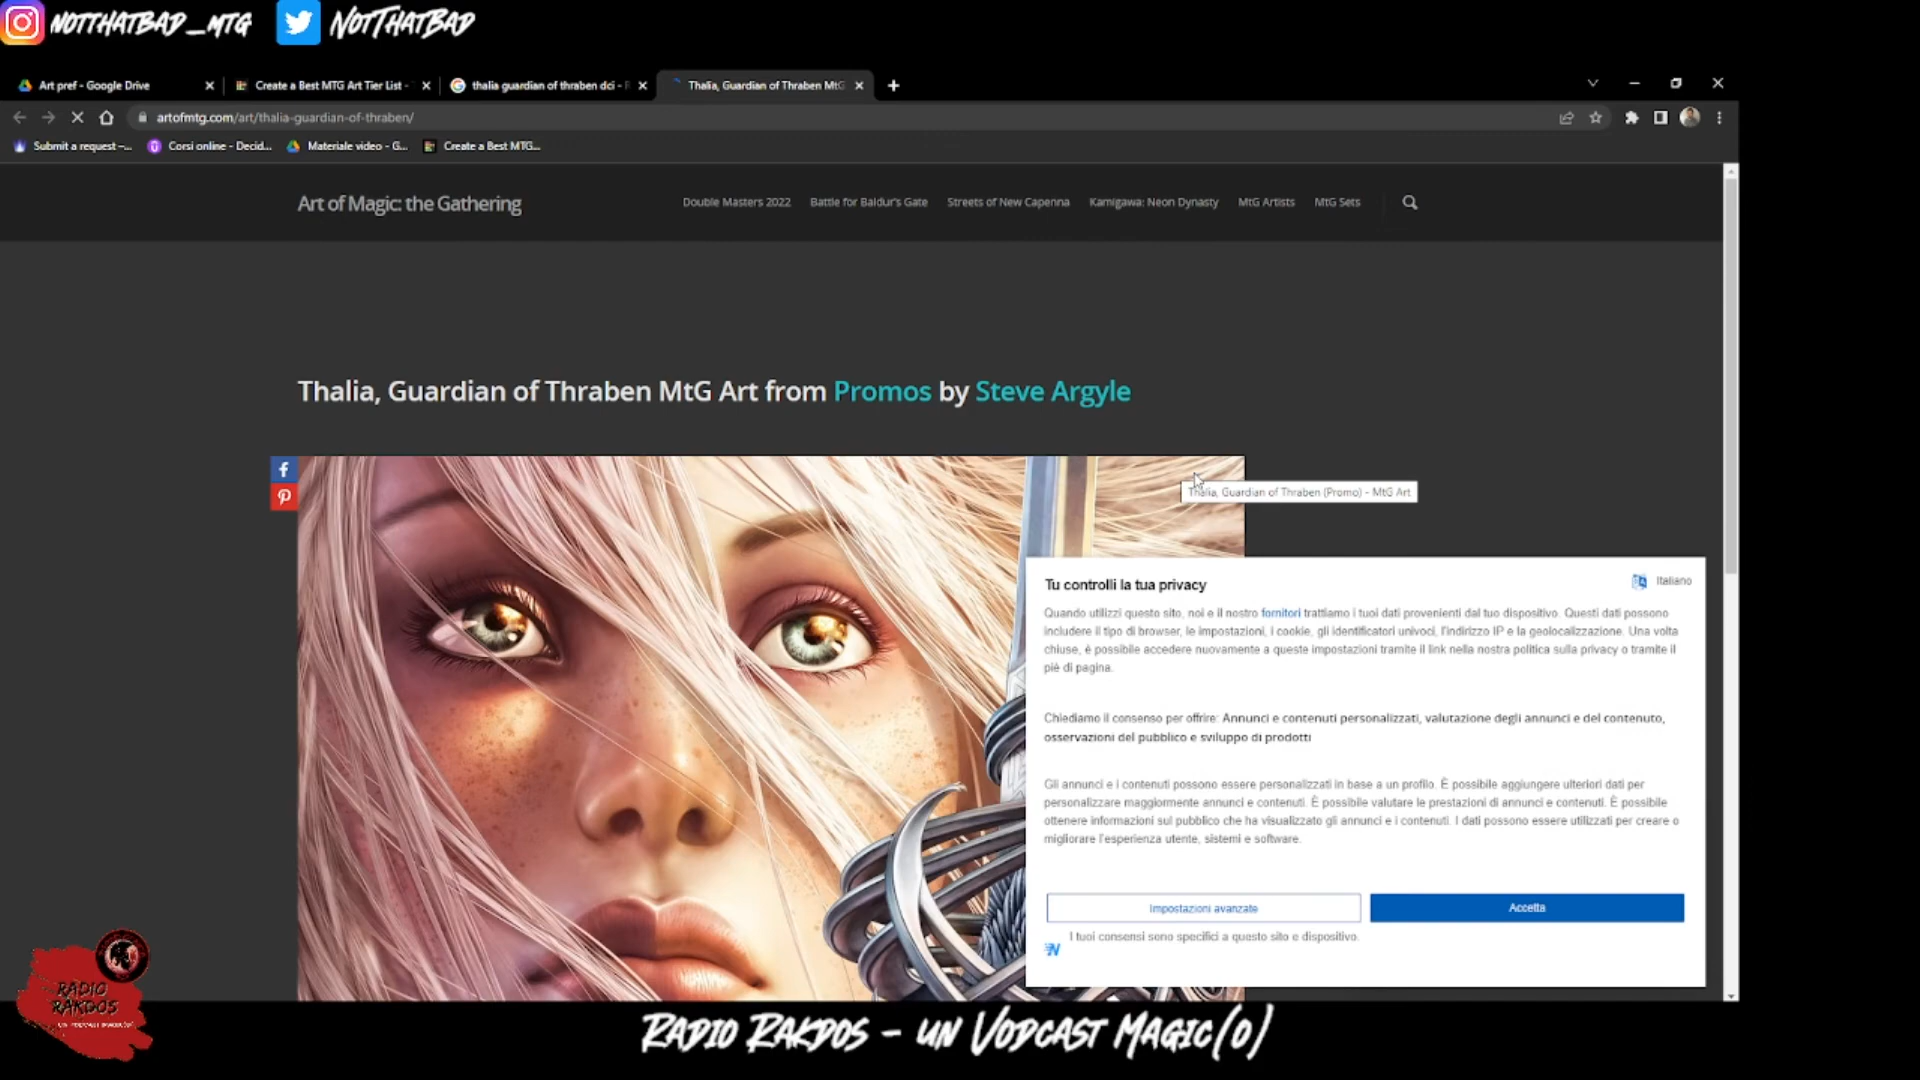 NOTTHATBAD_MTG NOTTHATBAD
Art pref - Google Drive
Create a Best MTG Art Tier List -
thalia guardian of thraben dci -
Thalia, Guardian of Thraben MtG
artofmtg.com/art/thalia-guardian-of-thraben/
Submit a request –...
Corsi online - Decid...
Materiale video - G...
Create a Best MTG...
Art of Magic: the Gathering
Double Masters 2022
Battle for Baldur's Gate
Streets of New Capenna
Kamigawa: Neon Dynasty
MtG Artists
MtG Sets
Thalia, Guardian of Thraben MtG Art from Promos by Steve Argyle
Thalia, Guardian of Thraben (Promo) - MtG Art
Tu controlli la tua privacy
Italiano
Quando utilizzi questo sito, noi e il nostro fornitori trattiamo i tuoi dati provenienti dal tuo dispositivo. Questi dati possono
includere il tipo di browser, le impostazioni, i cookie, gli identificatori univoci, l'indirizzo IP e la geolocalizzazione. Una volta
chiuse, è possibile accedere nuovamente a queste impostazioni tramite il link nella nostra politica sulla privacy o tramite il
piè di pagina.
Chiediamo il consenso per offrire: Annunci e contenuti personalizzati, valutazione degli annunci e del contenuto,
osservazioni del pubblico e sviluppo di prodotti
Gli annunci e i contenuti possono essere personalizzati in base a un profilo. È possibile aggiungere ulteriori dati per
personalizzare maggiormente annunci e contenuti. È possibile valutare le prestazioni di annunci e contenuti. È possibile
ottenere informazioni sul pubblico che ha visualizzato gli annunci e i contenuti. I dati possono essere utilizzati per creare o
migliorare l'esperienza utente, sistemi e software.
Impostazioni avanzate
Accetta
I tuoi consensi sono specifici a questo sito e dispositivo.
RADIO
RAKDOS
UN VODCAST MAGIC(O)
RADIO RAKDOS – UN VODCAST MAGIC(O)